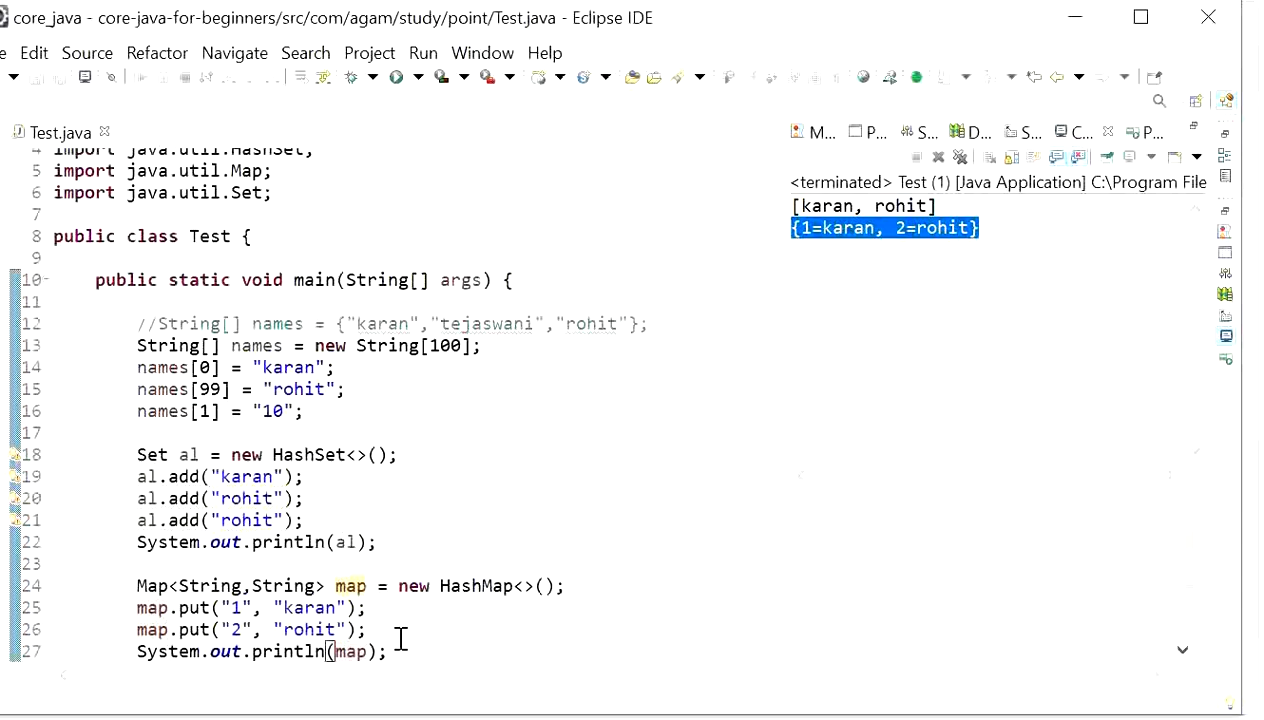 core_java - core-java-for-beginners/src/com/agam/study/point/Test.java - Eclipse IDE
e Edit Source Refactor Navigate Search Project Run Window Help
Test.java
M... P... S... D... S... C... P...
<terminated> Test (1) [Java Application] C:\Program File
[karan, rohit]
{1=karan, 2=rohit}
4 import java.util.HashSet;
5 import java.util.Map;
6 import java.util.Set;
7
8 public class Test {
9
10 public static void main(String[] args) {
11
12 //String[] names = {"karan","tejaswani","rohit"};
13 String[] names = new String[100];
14 names[0] = "karan";
15 names[99] = "rohit";
16 names[1] = "10";
17
18 Set al = new HashSet<>();
19 al.add("karan");
20 al.add("rohit");
21 al.add("rohit");
22 System.out.println(al);
23
24 Map<String,String> map = new HashMap<>();
25 map.put("1", "karan");
26 map.put("2", "rohit");
27 System.out.println(map);